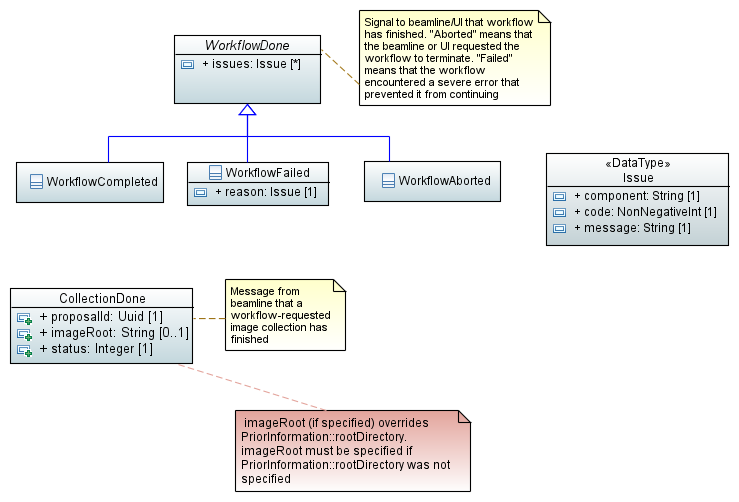 WorkflowDone
+ issues: Issue [*]
Signal to beamline/UI that workflow
has finished. "Aborted" means that
the beamline or UI requested the
workflow to terminate. "Failed"
means that the workflow
encountered a severe error that
prevented it from continuing
WorkflowCompleted
WorkflowFailed
+ reason: Issue [1]
WorkflowAborted
«DataType»
Issue
+ component: String [1]
+ code: NonNegativeInt [1]
+ message: String [1]
CollectionDone
+ proposalId: Uuid [1]
+ imageRoot: String [0..1]
+ status: Integer [1]
Message from
beamline that a
workflow-requested
image collection has
finished
imageRoot (if specified) overrides
PriorInformation::rootDirectory.
imageRoot must be specified if
PriorInformation::rootDirectory was not
specified